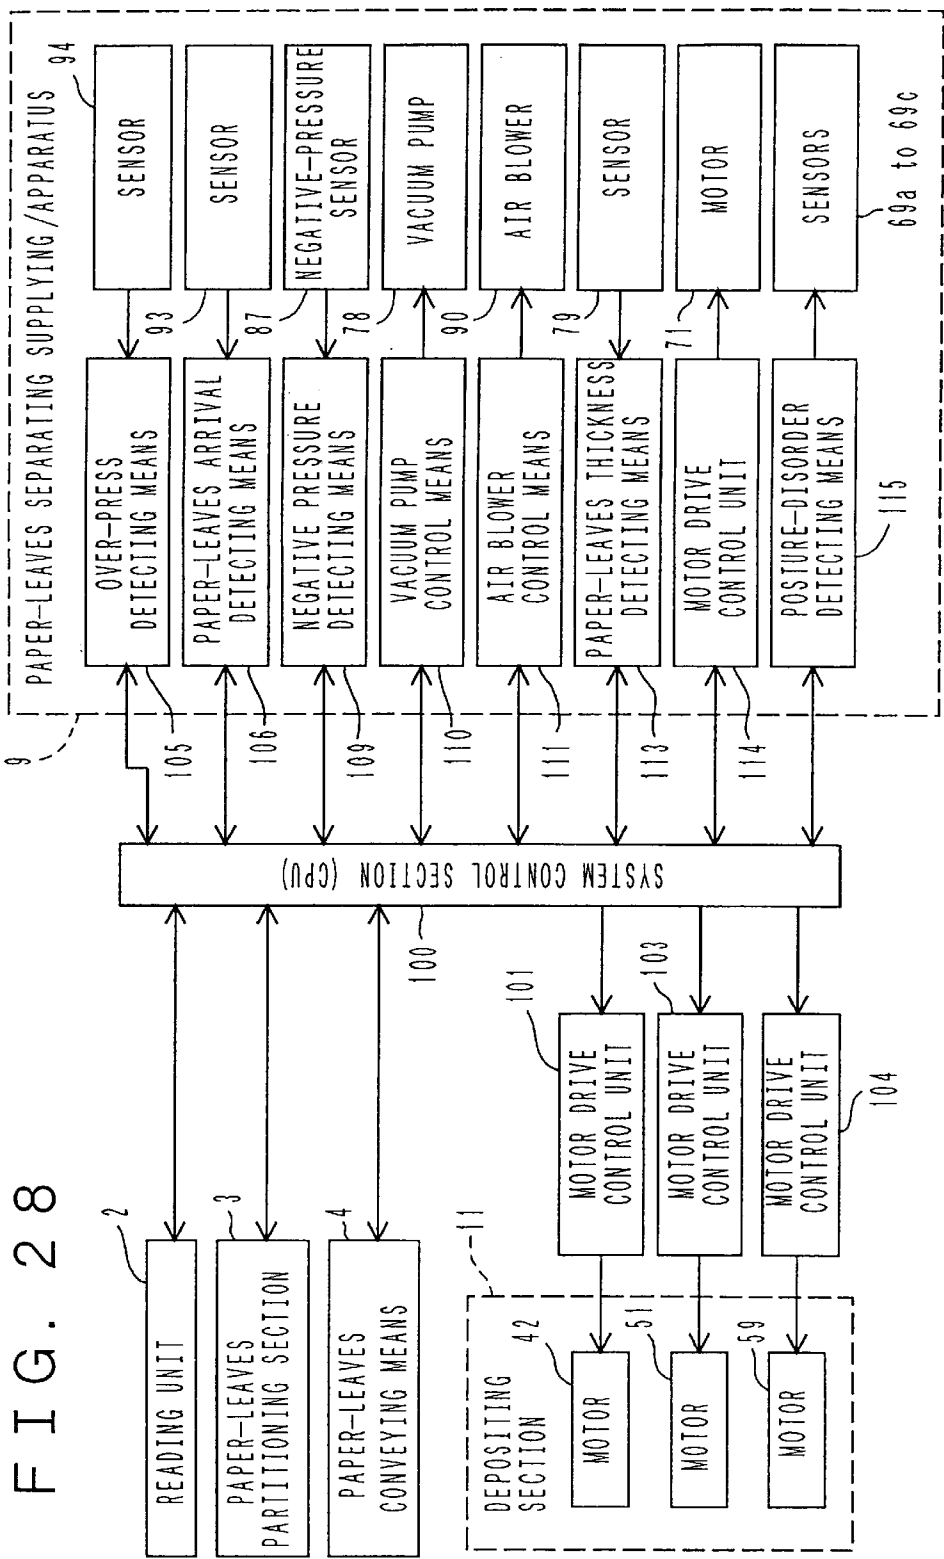 FIG. 28
READING UNIT
2
PAPER-LEAVES
PARTITIONING SECTION
3
PAPER-LEAVES
CONVEYING MEANS
4
DEPOSITING
SECTION
11
MOTOR
42
MOTOR
51
MOTOR
59
MOTOR DRIVE
CONTROL UNIT
101
MOTOR DRIVE
CONTROL UNIT
103
MOTOR DRIVE
CONTROL UNIT
104
SYSTEM CONTROL SECTION (CPU)
100
9
PAPER-LEAVES SEPARATING SUPPLYING/APPARATUS
OVER-PRESS
DETECTING MEANS
105
SENSOR
94
PAPER-LEAVES ARRIVAL
DETECTING MEANS
106
SENSOR
93
NEGATIVE PRESSURE
DETECTING MEANS
109
NEGATIVE-PRESSURE
SENSOR
87
VACUUM PUMP
CONTROL MEANS
110
VACUUM PUMP
78
AIR BLOWER
CONTROL MEANS
111
AIR BLOWER
90
PAPER-LEAVES THICKNESS
DETECTING MEANS
113
SENSOR
79
MOTOR DRIVE
CONTROL UNIT
114
MOTOR
71
POSTURE-DISORDER
DETECTING MEANS
115
SENSORS
69a to 69c